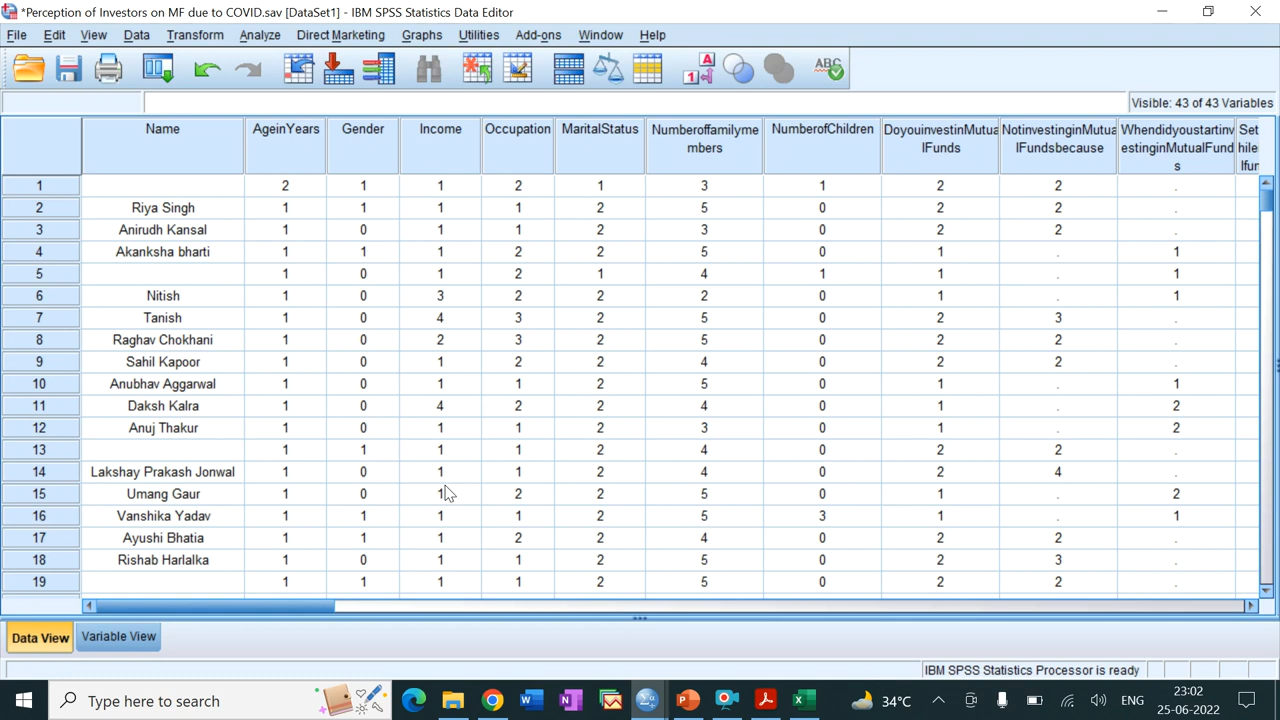 *Perception of Investors on MF due to COVID.sav [DataSet1] - IBM SPSS Statistics Data Editor
File Edit View Data Transform Analyze Direct Marketing Graphs Utilities Add-ons Window Help
Visible: 43 of 43 Variables
Name AgeinYears Gender Income Occupation MaritalStatus Numberoffamilymembers NumberofChildren DoyouinvestinMutualFunds NotinvestinginMutualFundsbecause WhendidyoustartinvestinginMutualFunds Set
1 2 1 1 2 1 3 1 2 2 .
2 Riya Singh 1 1 1 1 2 5 0 2 2 .
3 Anirudh Kansal 1 0 1 1 2 3 0 2 2 .
4 Akanksha bharti 1 1 1 2 2 5 0 1 . 1
5 1 0 1 2 1 4 1 1 . 1
6 Nitish 1 0 3 2 2 2 0 1 . 1
7 Tanish 1 0 4 3 2 5 0 2 3 .
8 Raghav Chokhani 1 0 2 3 2 5 0 2 2 .
9 Sahil Kapoor 1 0 1 2 2 4 0 2 2 .
10 Anubhav Aggarwal 1 0 1 1 2 5 0 1 . 1
11 Daksh Kalra 1 0 4 2 2 4 0 1 . 2
12 Anuj Thakur 1 0 1 1 2 3 0 1 . 2
13 1 1 1 1 2 4 0 2 2 .
14 Lakshay Prakash Jonwal 1 0 1 1 2 4 0 2 4 .
15 Umang Gaur 1 0 1 2 2 5 0 1 . 2
16 Vanshika Yadav 1 1 1 1 2 5 3 1 . 1
17 Ayushi Bhatia 1 1 1 2 2 4 0 2 2 .
18 Rishab Harlalka 1 0 1 1 2 5 0 2 3 .
19 1 1 1 1 2 5 0 2 2 .
Data View Variable View
IBM SPSS Statistics Processor is ready
Type here to search
34°C ENG
23:02
25-06-2022